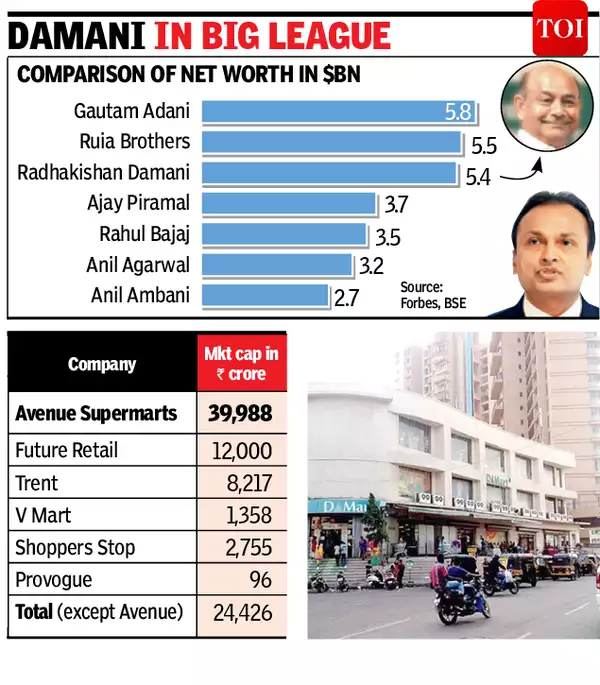 DAMANI IN BIG LEAGUE
TOI
COMPARISON OF NET WORTH IN $BN
Gautam Adani 5.8
Ruia Brothers 5.5
Radhakishan Damani 5.4
Ajay Piramal 3.7
Rahul Bajaj 3.5
Anil Agarwal 3.2
Anil Ambani 2.7
Source:
Forbes, BSE
Company Mkt cap in
₹ crore
Avenue Supermarts 39,988
Future Retail 12,000
Trent 8,217
V Mart 1,358
Shoppers Stop 2,755
Provogue 96
Total (except Avenue) 24,426